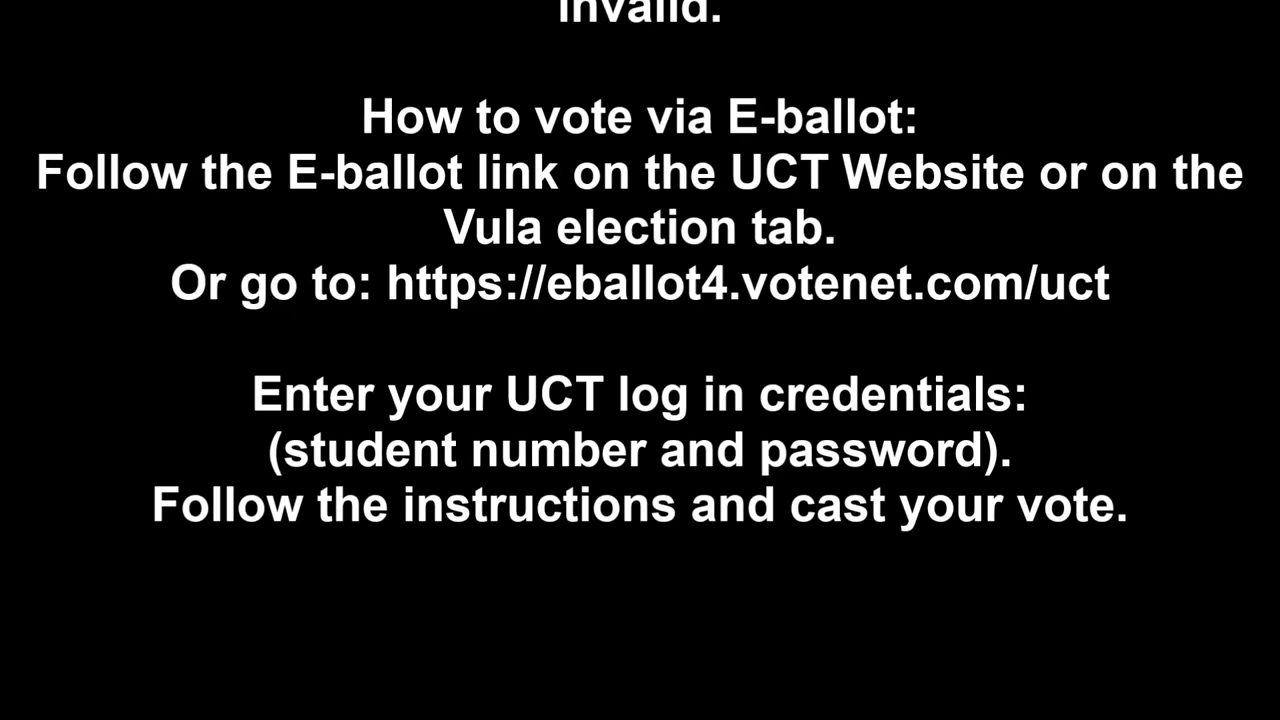 invalid.
How to vote via E-ballot:
Follow the E-ballot link on the UCT Website or on the
Vula election tab.
Or go to: https://eballot4.votenet.com/uct
Enter your UCT log in credentials:
(student number and password).
Follow the instructions and cast your vote.